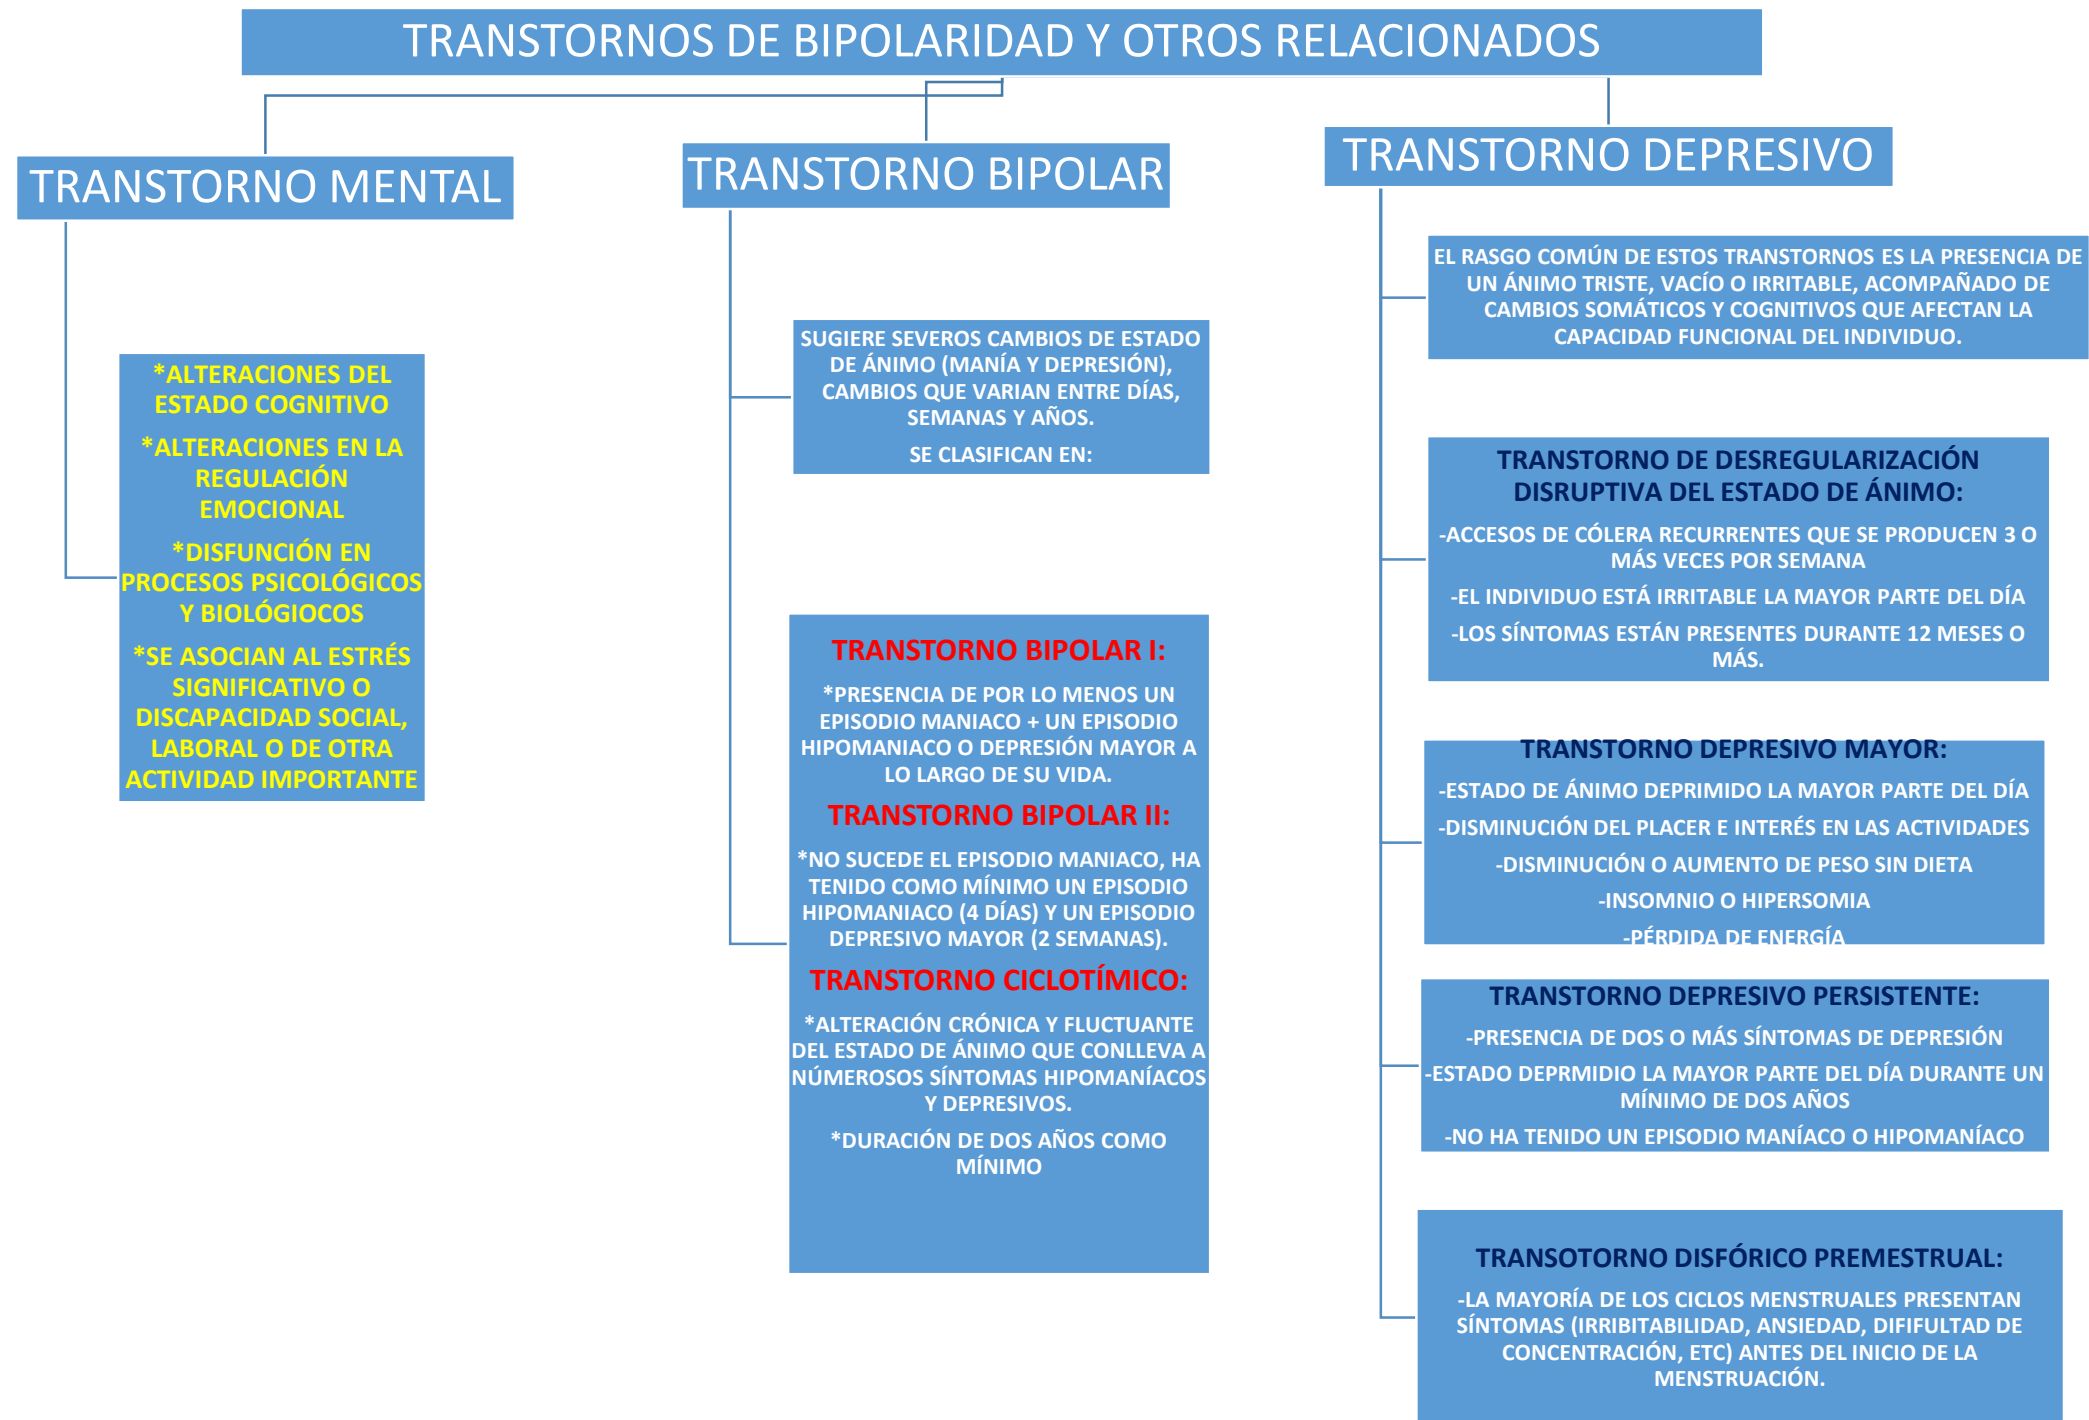 TRANSTORNOS DE BIPOLARIDAD Y OTROS RELACIONADOS
TRANSTORNO MENTAL
*ALTERACIONES DEL
ESTADO COGNITIVO
*ALTERACIONES EN LA
REGULACIÓN
EMOCIONAL
*DISFUNCIÓN EN
PROCESOS PSICOLÓGICOS
Y BIOLÓGIOCOS
*SE ASOCIAN AL ESTRÉS
SIGNIFICATIVO O
DISCAPACIDAD SOCIAL,
LABORAL O DE OTRA
ACTIVIDAD IMPORTANTE
TRANSTORNO BIPOLAR
SUGIERE SEVEROS CAMBIOS DE ESTADO
DE ÁNIMO (MANÍA Y DEPRESIÓN),
CAMBIOS QUE VARIAN ENTRE DÍAS,
SEMANAS Y AÑOS.
SE CLASIFICAN EN:
TRANSTORNO BIPOLAR I:
*PRESENCIA DE POR LO MENOS UN
EPISODIO MANIACO + UN EPISODIO
HIPOMANIACO O DEPRESIÓN MAYOR A
LO LARGO DE SU VIDA.
TRANSTORNO BIPOLAR II:
*NO SUCEDE EL EPISODIO MANIACO, HA
TENIDO COMO MÍNIMO UN EPISODIO
HIPOMANIACO (4 DÍAS) Y UN EPISODIO
DEPRESIVO MAYOR (2 SEMANAS).
TRANSTORNO CICLOTÍMICO:
*ALTERACIÓN CRÓNICA Y FLUCTUANTE
DEL ESTADO DE ÁNIMO QUE CONLLEVA A
NÚMEROSOS SÍNTOMAS HIPOMANÍACOS
Y DEPRESIVOS.
*DURACIÓN DE DOS AÑOS COMO
MÍNIMO
TRANSTORNO DEPRESIVO
EL RASGO COMÚN DE ESTOS TRANSTORNOS ES LA PRESENCIA DE
UN ÁNIMO TRISTE, VACÍO O IRRITABLE, ACOMPAÑADO DE
CAMBIOS SOMÁTICOS Y COGNITIVOS QUE AFECTAN LA
CAPACIDAD FUNCIONAL DEL INDIVIDUO.
TRANSTORNO DE DESREGULARIZACIÓN
DISRUPTIVA DEL ESTADO DE ÁNIMO:
-ACCESOS DE CÓLERA RECURRENTES QUE SE PRODUCEN 3 O
MÁS VECES POR SEMANA
-EL INDIVIDUO ESTÁ IRRITABLE LA MAYOR PARTE DEL DÍA
-LOS SÍNTOMAS ESTÁN PRESENTES DURANTE 12 MESES O
MÁS.
TRANSTORNO DEPRESIVO MAYOR:
-ESTADO DE ÁNIMO DEPRIMIDO LA MAYOR PARTE DEL DÍA
-DISMINUCIÓN DEL PLACER E INTERÉS EN LAS ACTIVIDADES
-DISMINUCIÓN O AUMENTO DE PESO SIN DIETA
-INSOMNIO O HIPERSOMIA
-PÉRDIDA DE ENERGÍA
TRANSTORNO DEPRESIVO PERSISTENTE:
-PRESENCIA DE DOS O MÁS SÍNTOMAS DE DEPRESIÓN
-ESTADO DEPRMIDIO LA MAYOR PARTE DEL DÍA DURANTE UN
MÍNIMO DE DOS AÑOS
-NO HA TENIDO UN EPISODIO MANÍACO O HIPOMANÍACO
TRANSOTORNO DISFÓRICO PREMESTRUAL:
-LA MAYORÍA DE LOS CICLOS MENSTRUALES PRESENTAN
SÍNTOMAS (IRRIBITABILIDAD, ANSIEDAD, DIFIFULTAD DE
CONCENTRACIÓN, ETC) ANTES DEL INICIO DE LA
MENSTRUACIÓN.